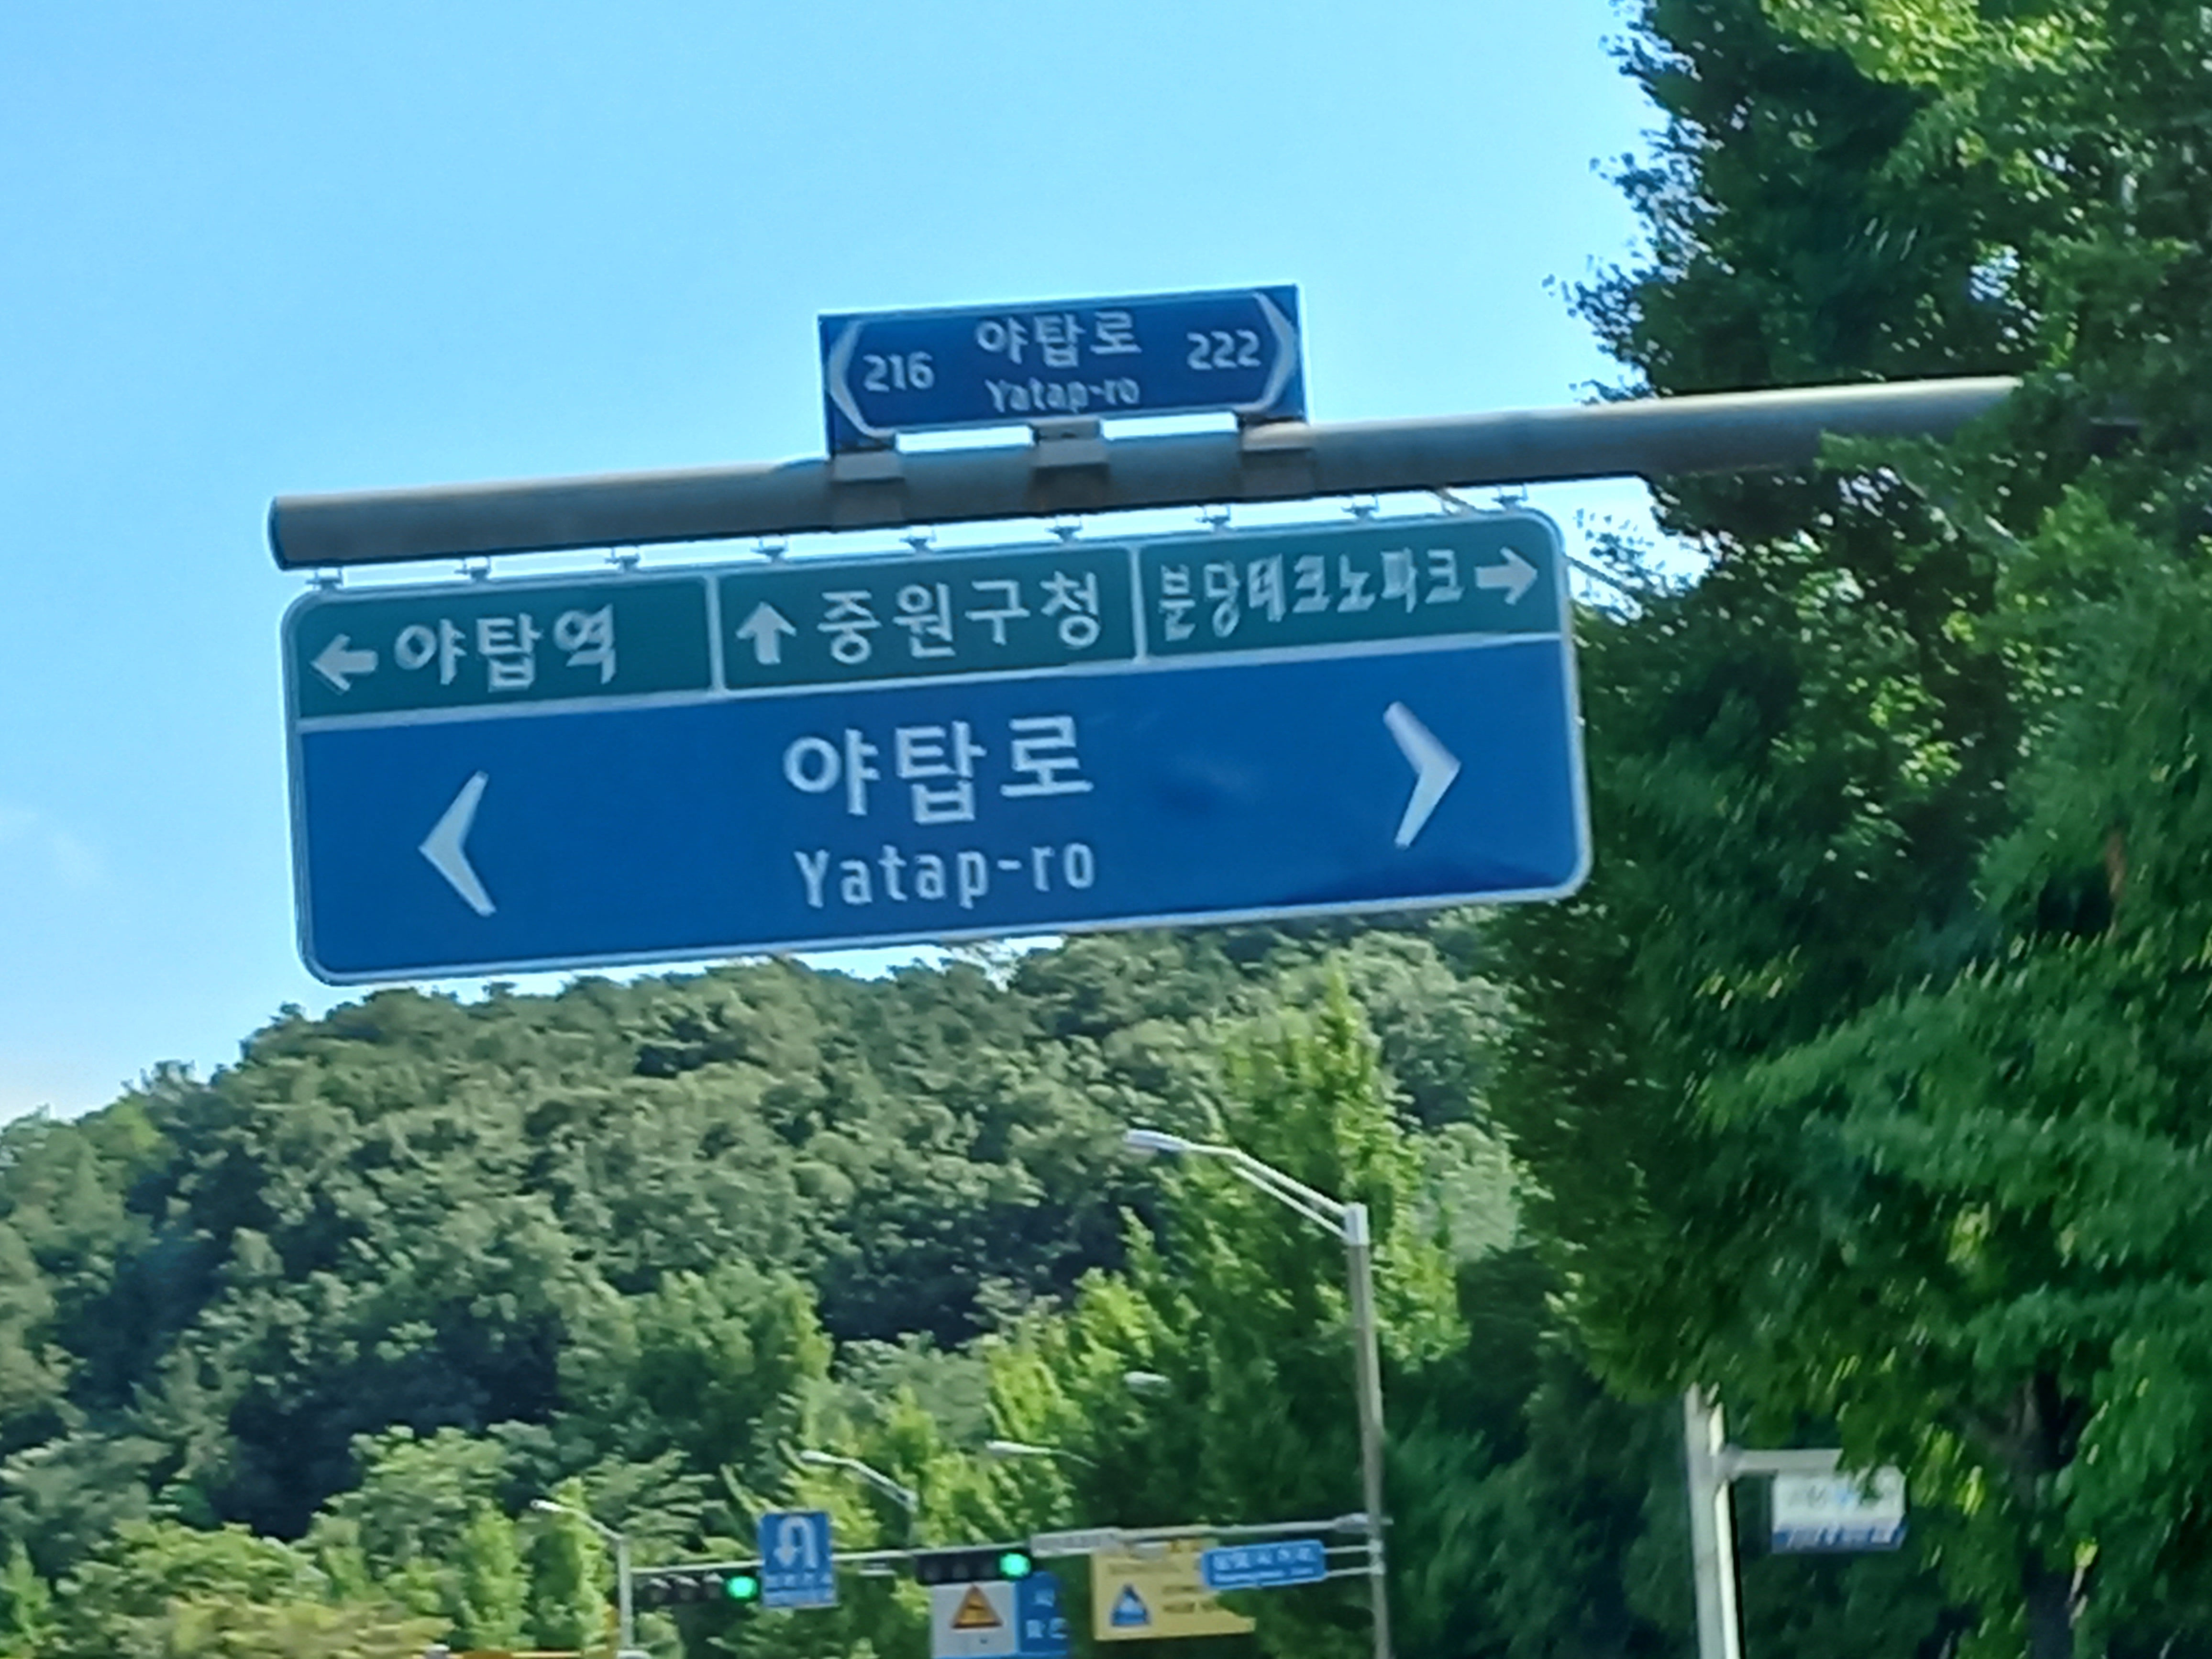 216 야탑로 222
Yatap-ro
← 야탑역 ↑ 중원구청 분당테크노파크 →
야탑로
Yatap-ro